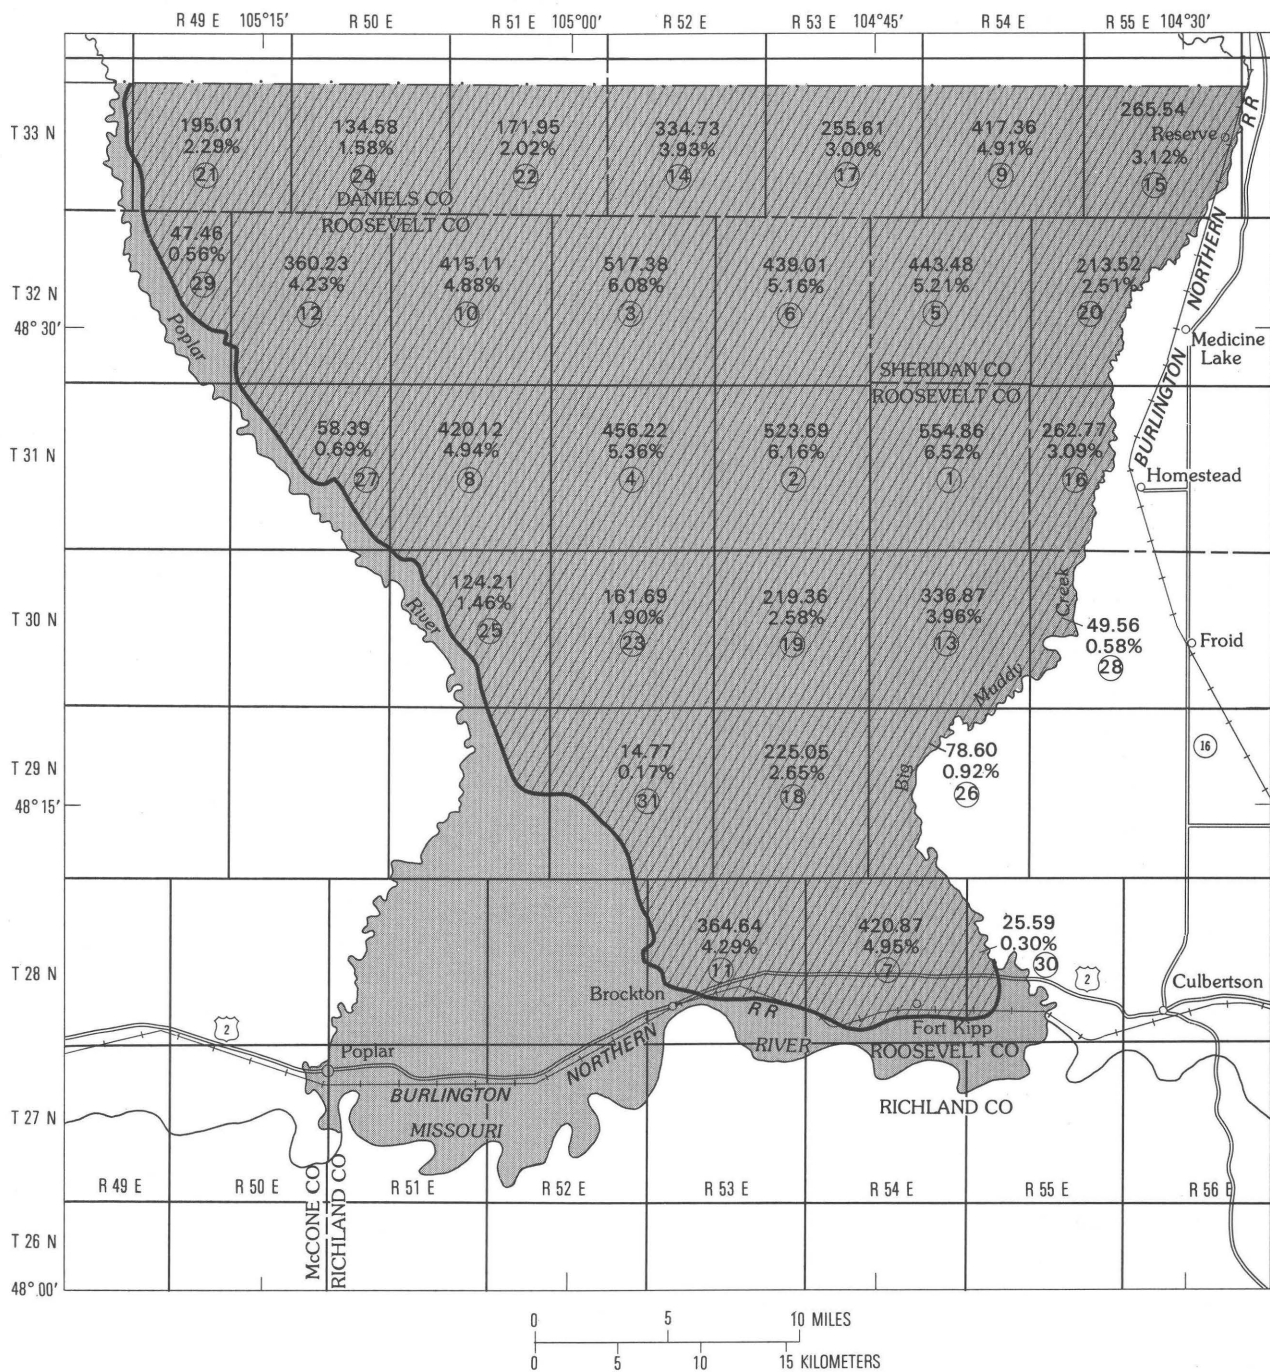 R 49 E 105°15' R 50 E R 51 E 105°00' R 52 E R 53 E 104°45' R 54 E R 55 E 104°30'
T 33 N
195.01
2.29%
21
134.58
1.58%
24
171.95
2.02%
22
334.73
3.93%
14
255.61
3.00%
17
417.36
4.91%
9
265.54
Reserve
3.12%
15
RR
DANIELS CO
ROOSEVELT CO
T 32 N
48° 30'
47.46
0.56%
29
360.23
4.23%
12
415.11
4.88%
10
517.38
6.08%
3
439.01
5.16%
6
443.48
5.21%
5
213.52
2.51%
20
NORTHERN
BURLINGTON
Poplar
Medicine
Lake
SHERIDAN CO
ROOSEVELT CO
T 31 N
58.39
0.69%
27
420.12
4.94%
8
456.22
5.36%
4
523.69
6.16%
2
554.86
6.52%
1
262.77
3.09%
16
Homestead
T 30 N
River
124.21
1.46%
25
161.69
1.90%
23
219.36
2.58%
19
336.87
3.96%
13
Creek
49.56
0.58%
28
Froid
Muddy
T 29 N
48° 15'
14.77
0.17%
31
225.05
2.65%
18
Big
78.60
0.92%
26
16
T 28 N
364.64
4.29%
11
420.87
4.95%
7
25.59
0.30%
30
2
Culbertson
Brockton
RR
Fort Kipp
2
Poplar
NORTHERN
RIVER
ROOSEVELT CO
BURLINGTON
RICHLAND CO
T 27 N
MISSOURI
McCONE CO
RICHLAND CO
R 49 E R 50 E R 51 E R 52 E R 53 E R 54 E R 55 E R 56 E
T 26 N
48°.00'
0 5 10 MILES
0 5 10 15 KILOMETERS